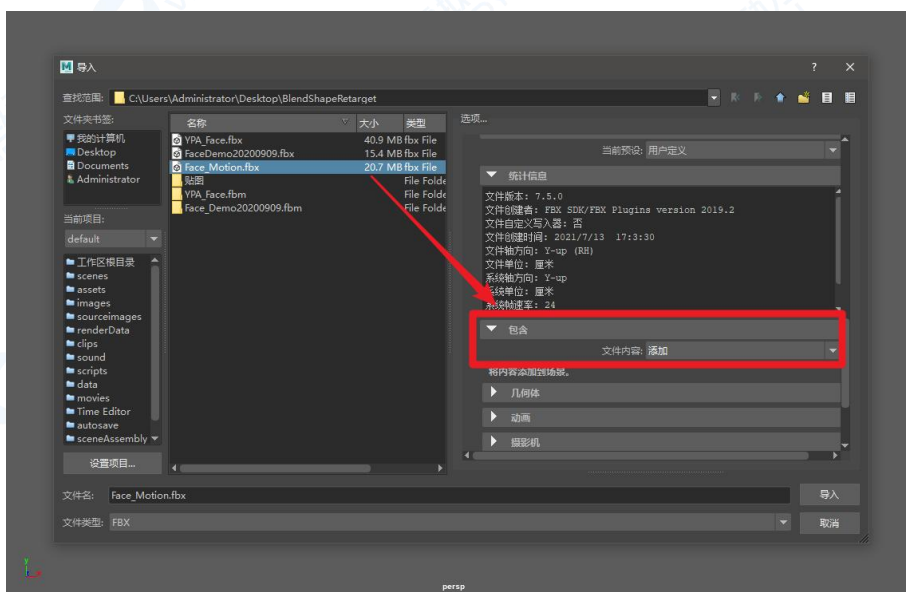 导入
? ×
查找范围: C:\Users\Administrator\Desktop\BlendShapeRetarget
文件夹书签:
我的计算机
Desktop
Documents
Administrator
当前项目:
default
工作区根目录
scenes
assets
images
sourceimages
renderData
clips
sound
scripts
data
movies
Time Editor
autosave
sceneAssembly
设置项目...
名称 大小 类型
YPA_Face.fbx 40.9 MB fbx File
FaceDemo20200909.fbx 15.4 MB fbx File
Face_Motion.fbx 20.7 MB fbx File
贴图 File Folde
YPA_Face.fbm File Folde
Face_Demo20200909.fbm File Folde
选项...
当前预设: 用户定义
统计信息
文件版本: 7.5.0
文件创建者: FBX SDK/FBX Plugins version 2019.2
文件自定义写入器: 否
文件创建时间: 2021/7/13 17:3:30
文件轴方向: Y-up (RH)
文件单位: 厘米
系统轴方向: Y-up
系统单位: 厘米
系统帧速率: 24
包含
文件内容: 添加
将内容添加到场景。
几何体
动画
摄影机
文件名: Face_Motion.fbx
导入
文件类型: FBX
取消
y
persp